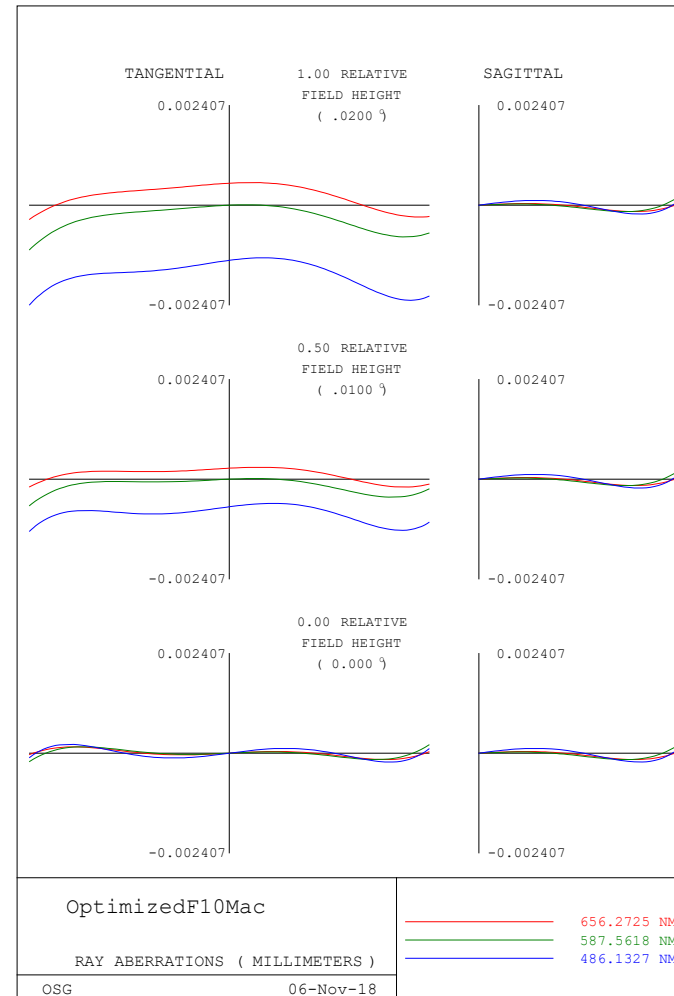 TANGENTIAL 1.00 RELATIVE SAGITTAL
FIELD HEIGHT
0.002407 ( .0200 °) 0.002407
-0.002407 -0.002407
0.50 RELATIVE
FIELD HEIGHT
0.002407 ( .0100 °) 0.002407
-0.002407 -0.002407
0.00 RELATIVE
FIELD HEIGHT
0.002407 ( 0.000 °) 0.002407
-0.002407 -0.002407
OptimizedF10Mac
RAY ABERRATIONS ( MILLIMETERS )
OSG 06-Nov-18
656.2725 NM
587.5618 NM
486.1327 NM